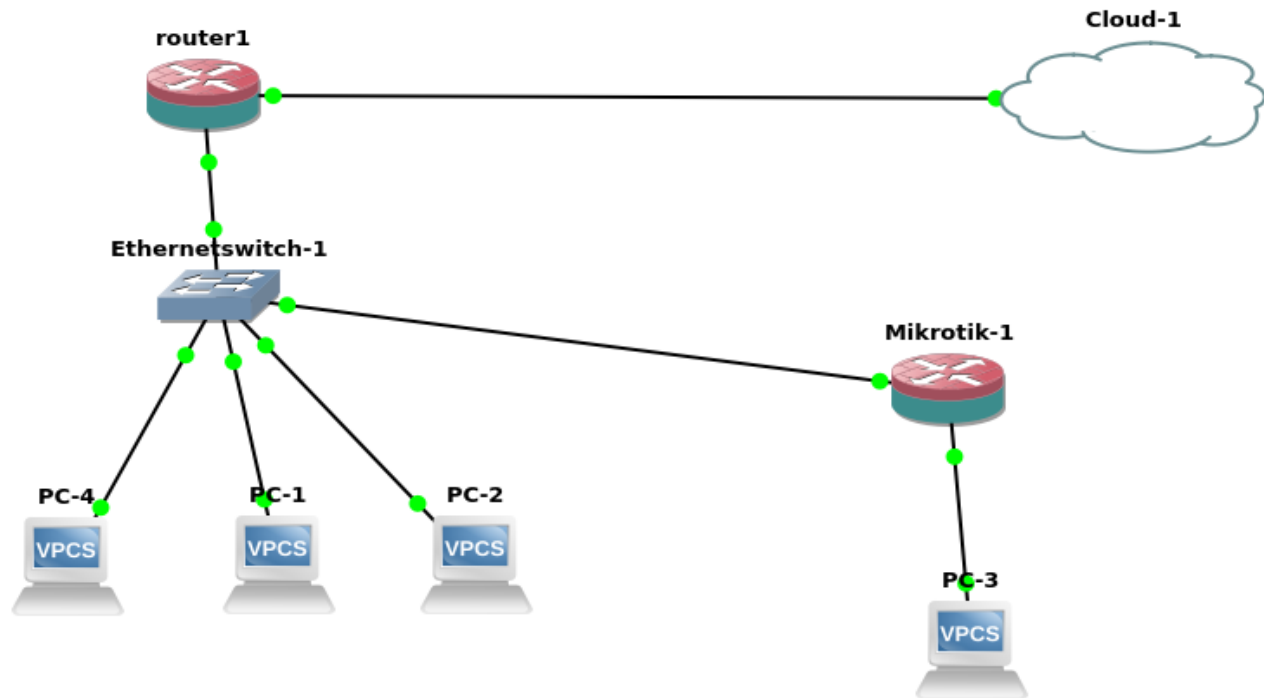 Cloud-1
router1
Ethernetswitch-1
Mikrotik-1
PC-4
PC-1
PC-2
VPCS
VPCS
VPCS
PC-3
VPCS